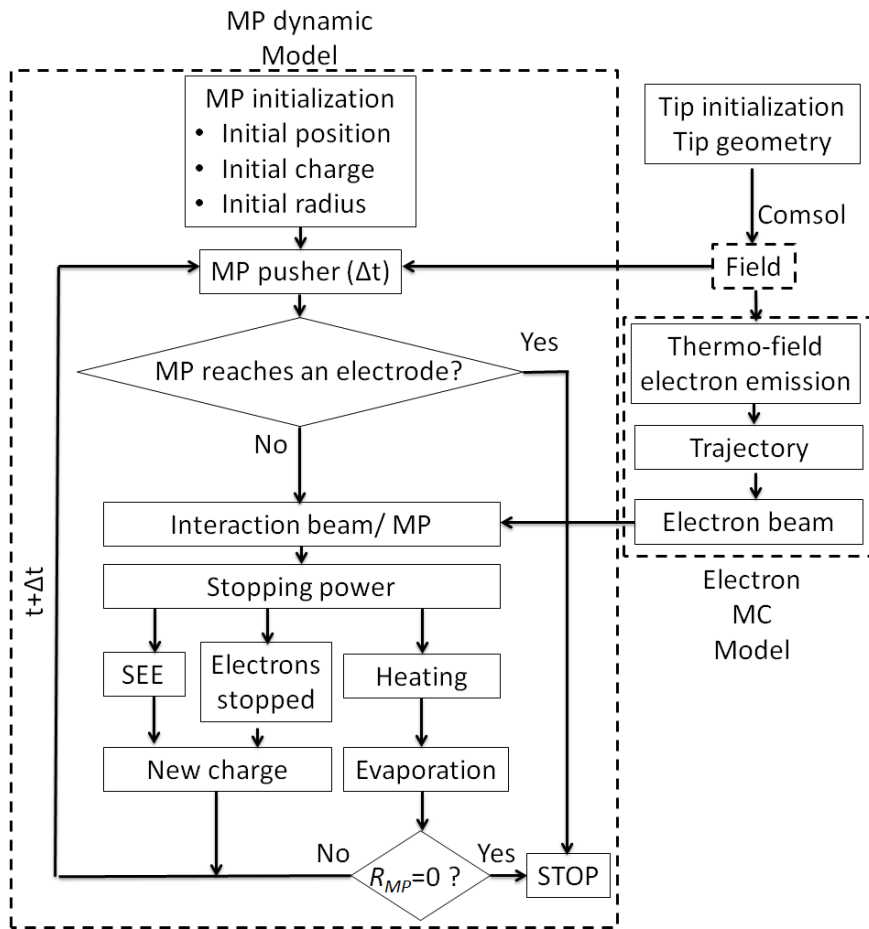 MP dynamic
Model
MP initialization
• Initial position
• Initial charge
• Initial radius
Tip initialization
Tip geometry
Comsol
MP pusher (Δt)
Field
Yes
MP reaches an electrode?
No
Thermo-field
electron emission
Trajectory
Electron beam
Electron
MC
Model
Interaction beam/ MP
Stopping power
t+Δt
SEE
Electrons
stopped
Heating
New charge
Evaporation
No
R_MP=0 ?
Yes
STOP